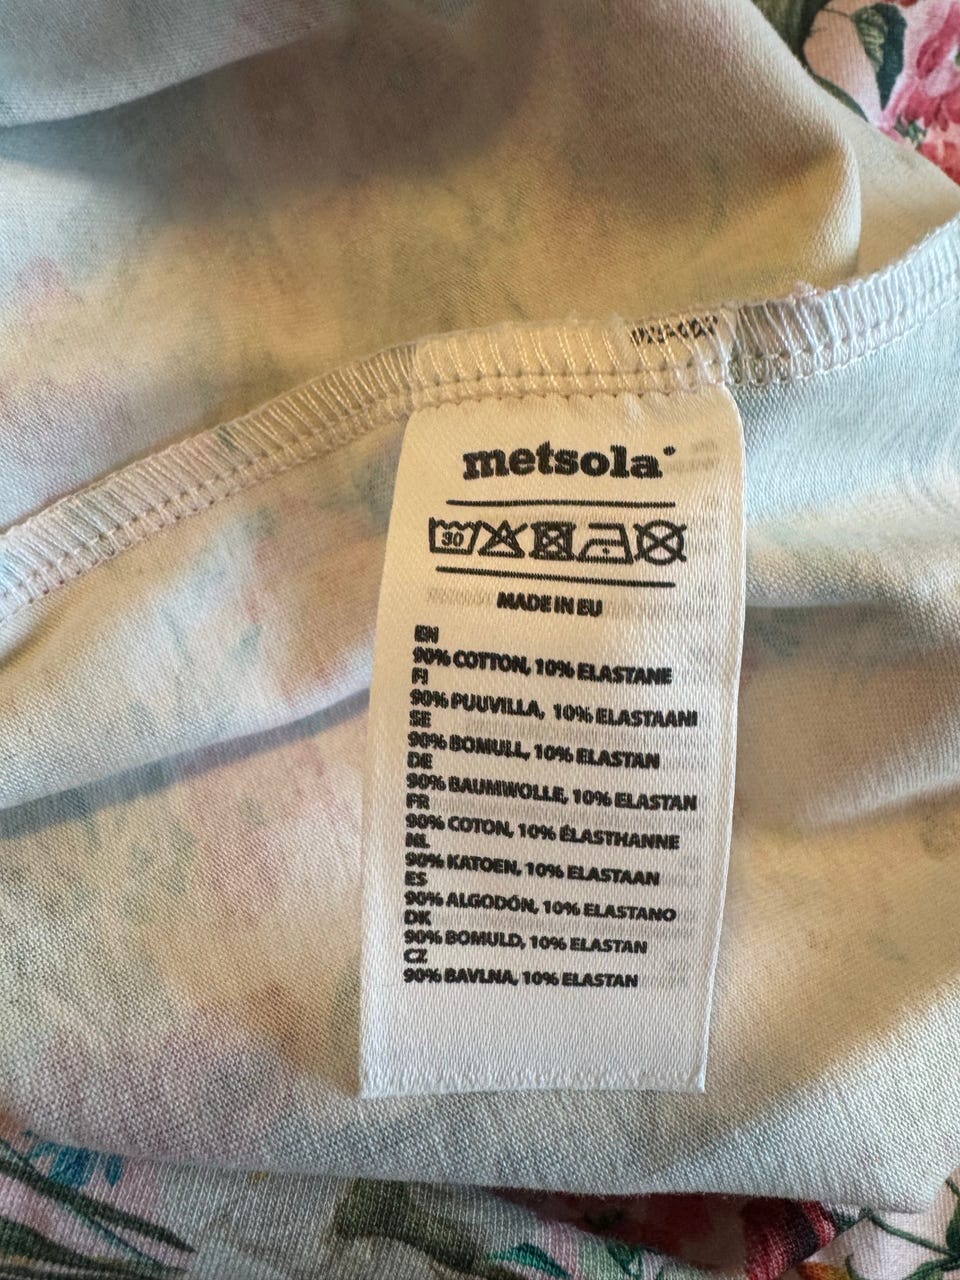 metsola®
30
MADE IN EU
EN
90% COTTON, 10% ELASTANE
FI
90% PUUVILLA, 10% ELASTAANI
SE
90% BOMULL, 10% ELASTAN
DE
90% BAUMWOLLE, 10% ELASTAN
FR
90% COTON, 10% ÉLASTHANNE
NL
90% KATOEN, 10% ELASTAAN
ES
90% ALGODÓN, 10% ELASTANO
DK
90% BOMULD, 10% ELASTAN
CZ
90% BAVLNA, 10% ELASTAN